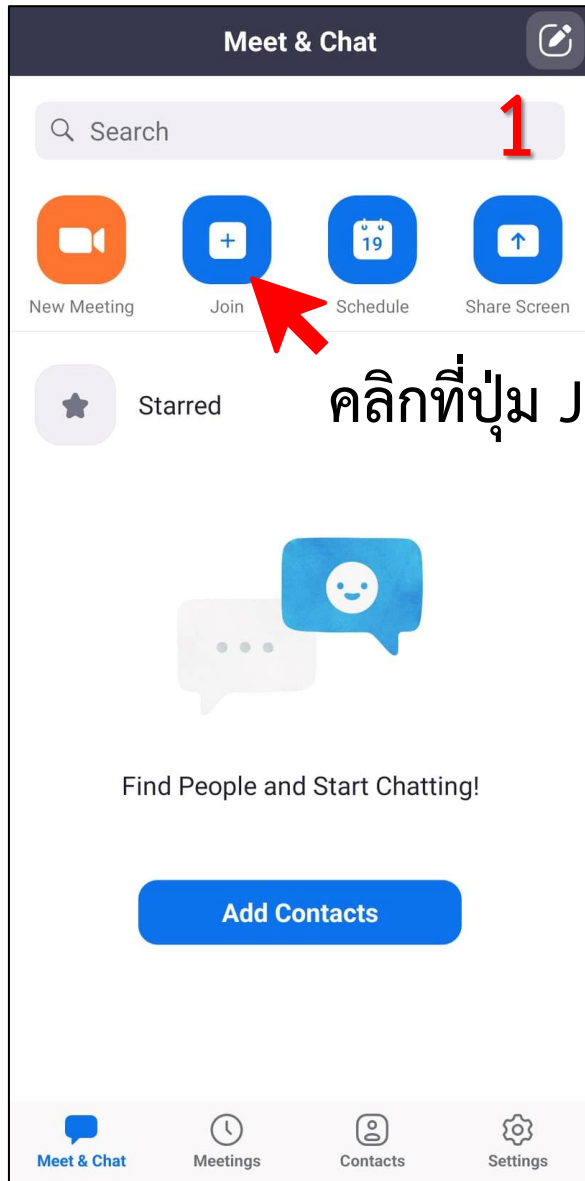 Meet & Chat
Search
1
19
New Meeting
Join
Schedule
Share Screen
Starred
คลิกที่ปุ่ม J
Find People and Start Chatting!
Add Contacts
Meet & Chat
Meetings
Contacts
Settings